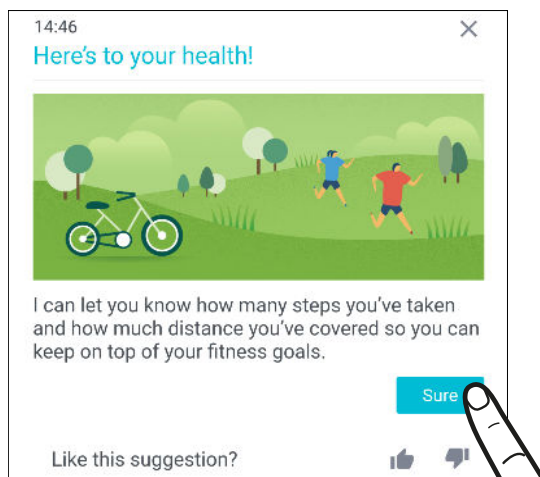 14:46
Here's to your health!
I can let you know how many steps you've taken
and how much distance you've covered so you can
keep on top of your fitness goals.
Sure
Like this suggestion?